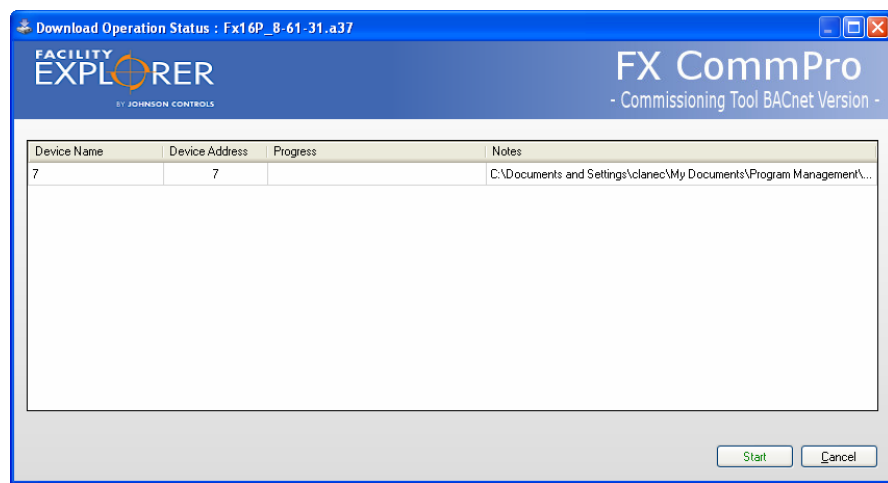 Download Operation Status : Fx16P_8-61-31.a37
FACILITY
EXPLORER
BY JOHNSON CONTROLS
FX CommPro
- Commissioning Tool BACnet Version -
Device Name Device Address Progress Notes
7 7 C:\Documents and Settings\clanec\My Documents\Program Management\...
Start Cancel